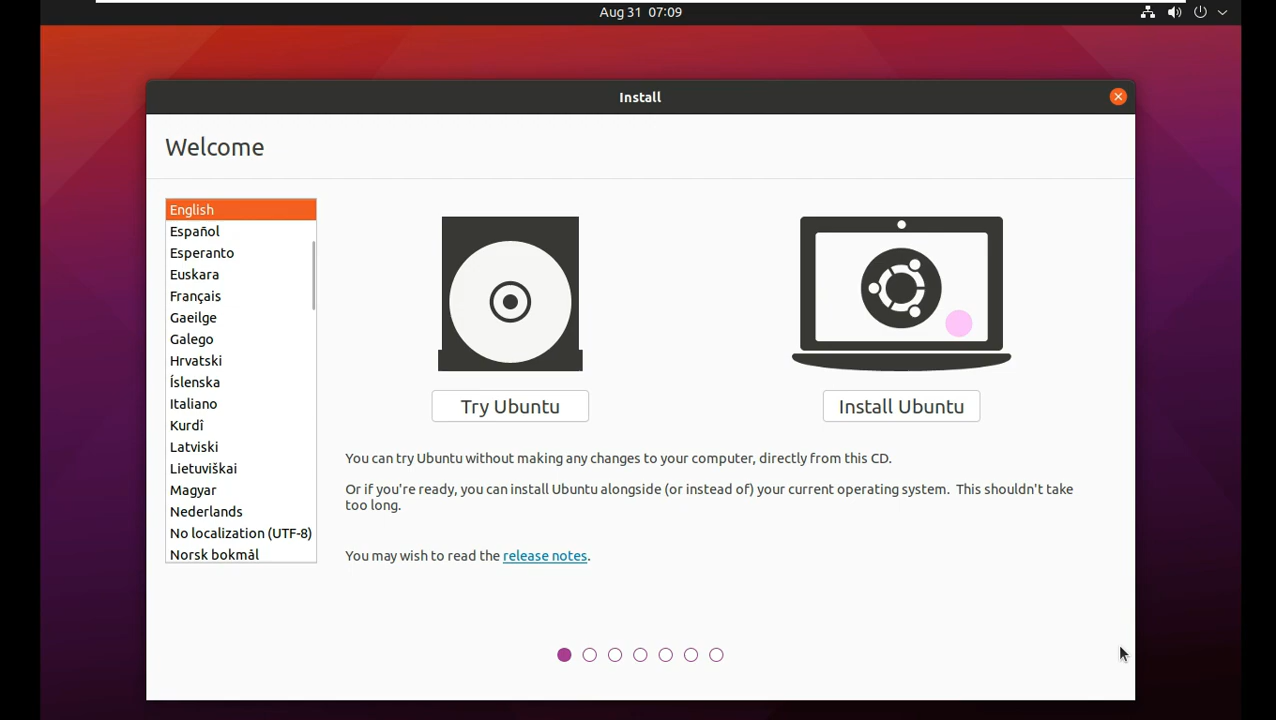 Aug 31 07:09
Install
Welcome
English
Español
Esperanto
Euskara
Français
Gaeilge
Galego
Hrvatski
Íslenska
Italiano
Kurdî
Latviski
Lietuviškai
Magyar
Nederlands
No localization (UTF-8)
Norsk bokmål
Try Ubuntu
Install Ubuntu
You can try Ubuntu without making any changes to your computer, directly from this CD.
Or if you're ready, you can install Ubuntu alongside (or instead of) your current operating system. This shouldn't take
too long.
You may wish to read the release notes.